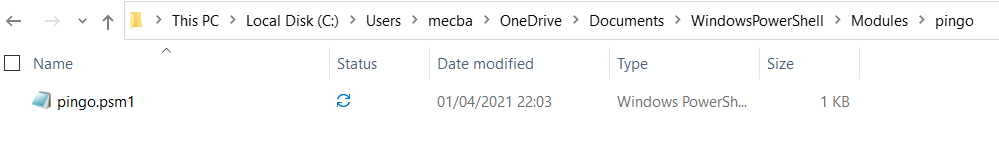 This PC > Local Disk (C:) > Users > mecba > OneDrive > Documents > WindowsPowerShell > Modules > pingo
Name Status Date modified Type Size
pingo.psm1 01/04/2021 22:03 Windows PowerSh... 1 KB